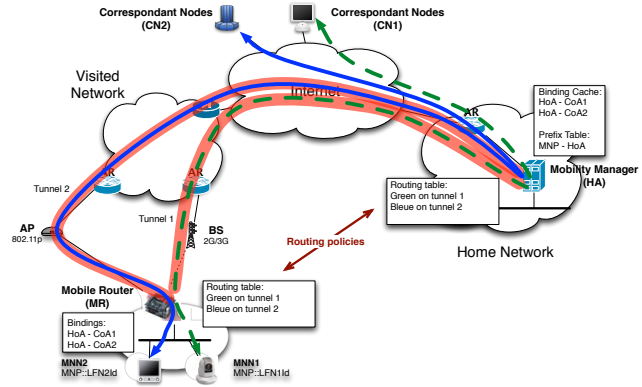 Correspondant Nodes
(CN2)
Correspondant Nodes
(CN1)
Visited
Network
Internet
Binding Cache:
HoA - CoA1
HoA - CoA2
Prefix Table:
MNP - HoA
AR
AR
Mobility Manager
(HA)
Tunnel 2
AR
AR
Routing table:
Green on tunnel 1
Bleue on tunnel 2
Tunnel 1
AP
802.11p
BS
2G/3G
Routing policies
Home Network
Mobile Router
(MR)
Routing table:
Green on tunnel 1
Bleue on tunnel 2
Bindings:
HoA - CoA1
HoA - CoA2
MNN2
MNP::LFN2Id
MNN1
MNP::LFN1Id